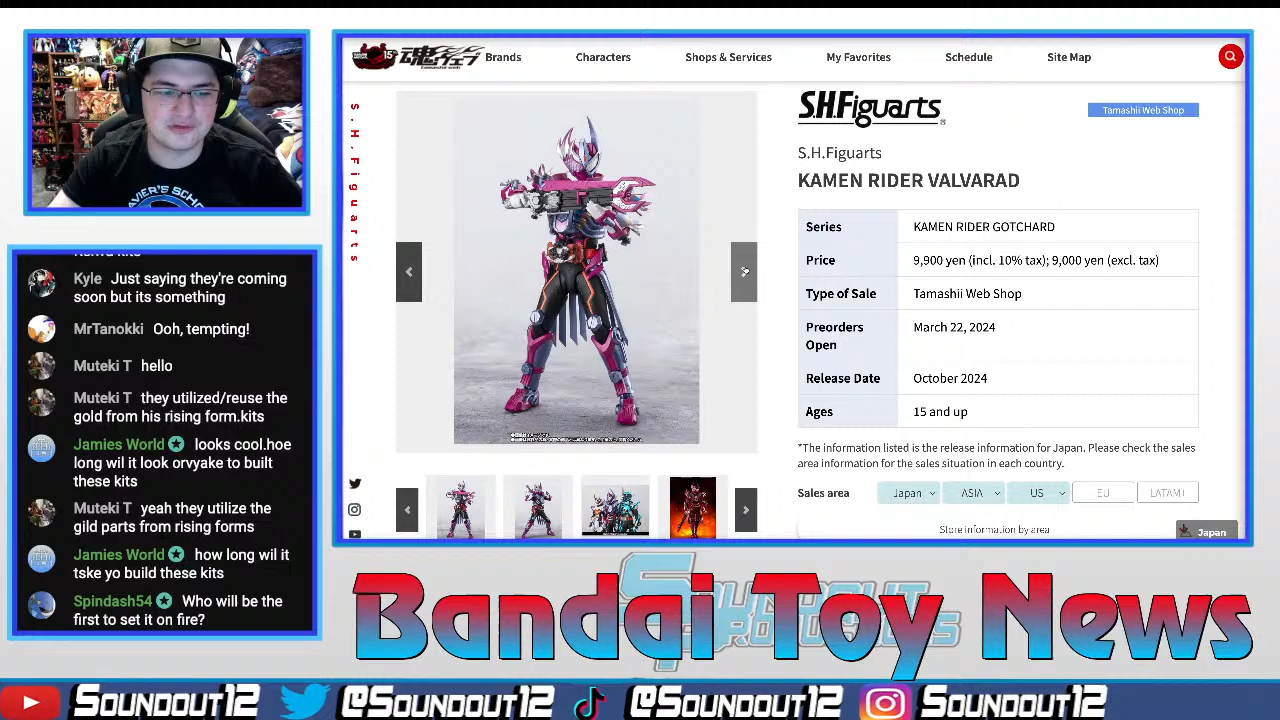 魂ウェブ
Brands
Characters
Shops & Services
My Favorites
Schedule
Site Map
S.H.Figuarts
S.H.Figuarts
Tamashii Web Shop
S.H.Figuarts
KAMEN RIDER VALVARAD
Series
KAMEN RIDER GOTCHARD
Price
9,900 yen (incl. 10% tax); 9,000 yen (excl. tax)
Type of Sale
Tamashii Web Shop
Preorders
Open
March 22, 2024
Release Date
October 2024
Ages
15 and up
*The information listed is the release information for Japan. Please check the sales
area information for the sales situation in each country.
Sales area
Japan
ASIA
US
EU
LATAM
Store information by area
Japan
Kyle Just saying they're coming
soon but its something
MrTanokki Ooh, tempting!
Muteki T hello
Muteki T they utilized/reuse the
gold from his rising form.kits
Jamies World looks cool.hoe
long wil it look orvyake to built
these kits
Muteki T yeah they utilize the
gild parts from rising forms
Jamies World how long wil it
tske yo build these kits
Spindash54 Who will be the
first to set it on fire?
Bandai Toy News
Soundout12
@Soundout12
@Soundout12
Soundout12